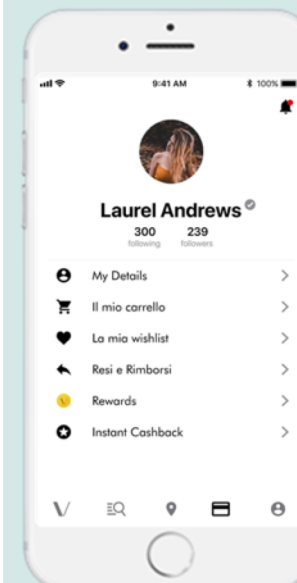 9:41 AM
100%
Laurel Andrews
300 239
following followers
My Details
Il mio carrello
La mia wishlist
Resi e Rimborsi
Rewards
Instant Cashback